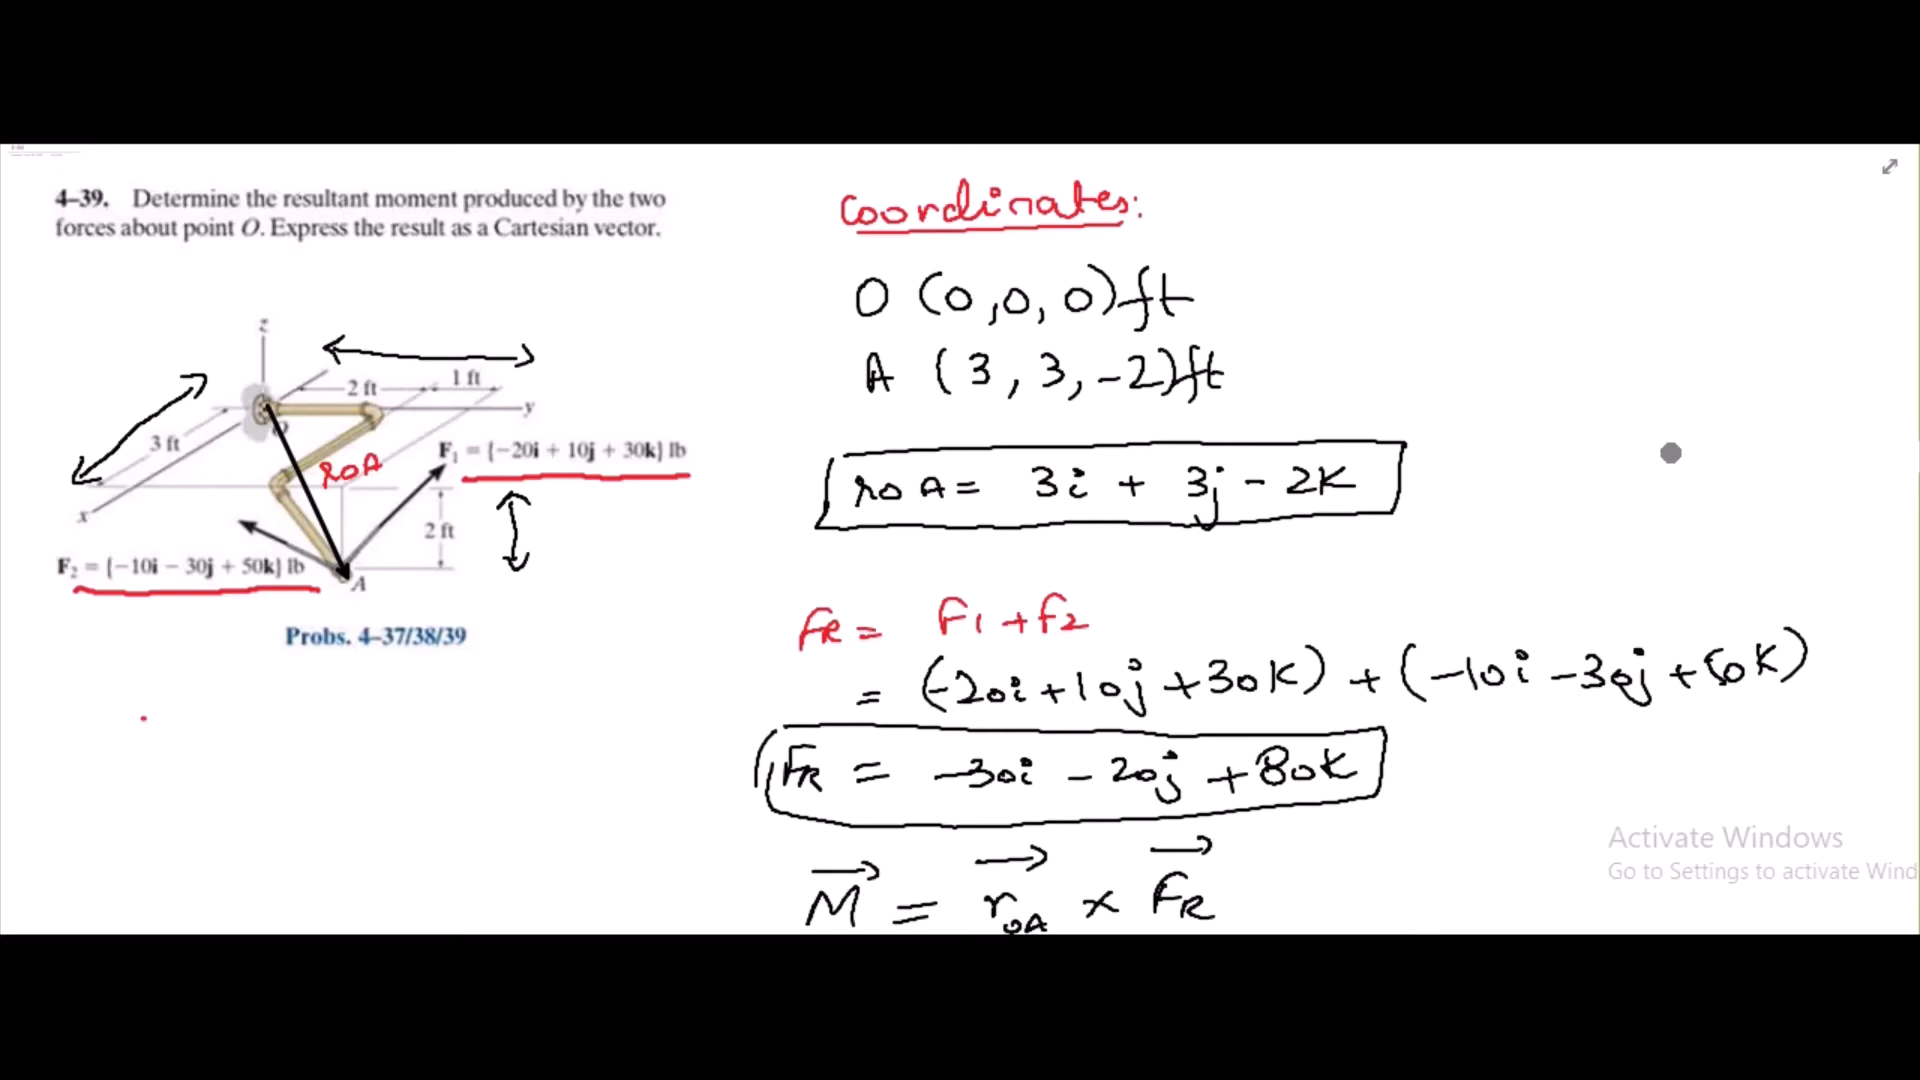 4–39. Determine the resultant moment produced by the two
forces about point O. Express the result as a Cartesian vector.
z
2 ft
1 ft
y
3 ft
O
rOA
F₁ = {−20i + 10j + 30k} lb
x
2 ft
F₂ = {−10i − 30j + 50k} lb
A
Probs. 4–37/38/39
Coordinates:
O (0,0,0)ft
A (3,3,-2)ft
rOA = 3i + 3j - 2K
FR = F1 + F2
= (-20i+10j+30K) + (-10i-30j+50K)
FR = -30i - 20j + 80K
M = rOA × FR
Activate Windows
Go to Settings to activate Wind